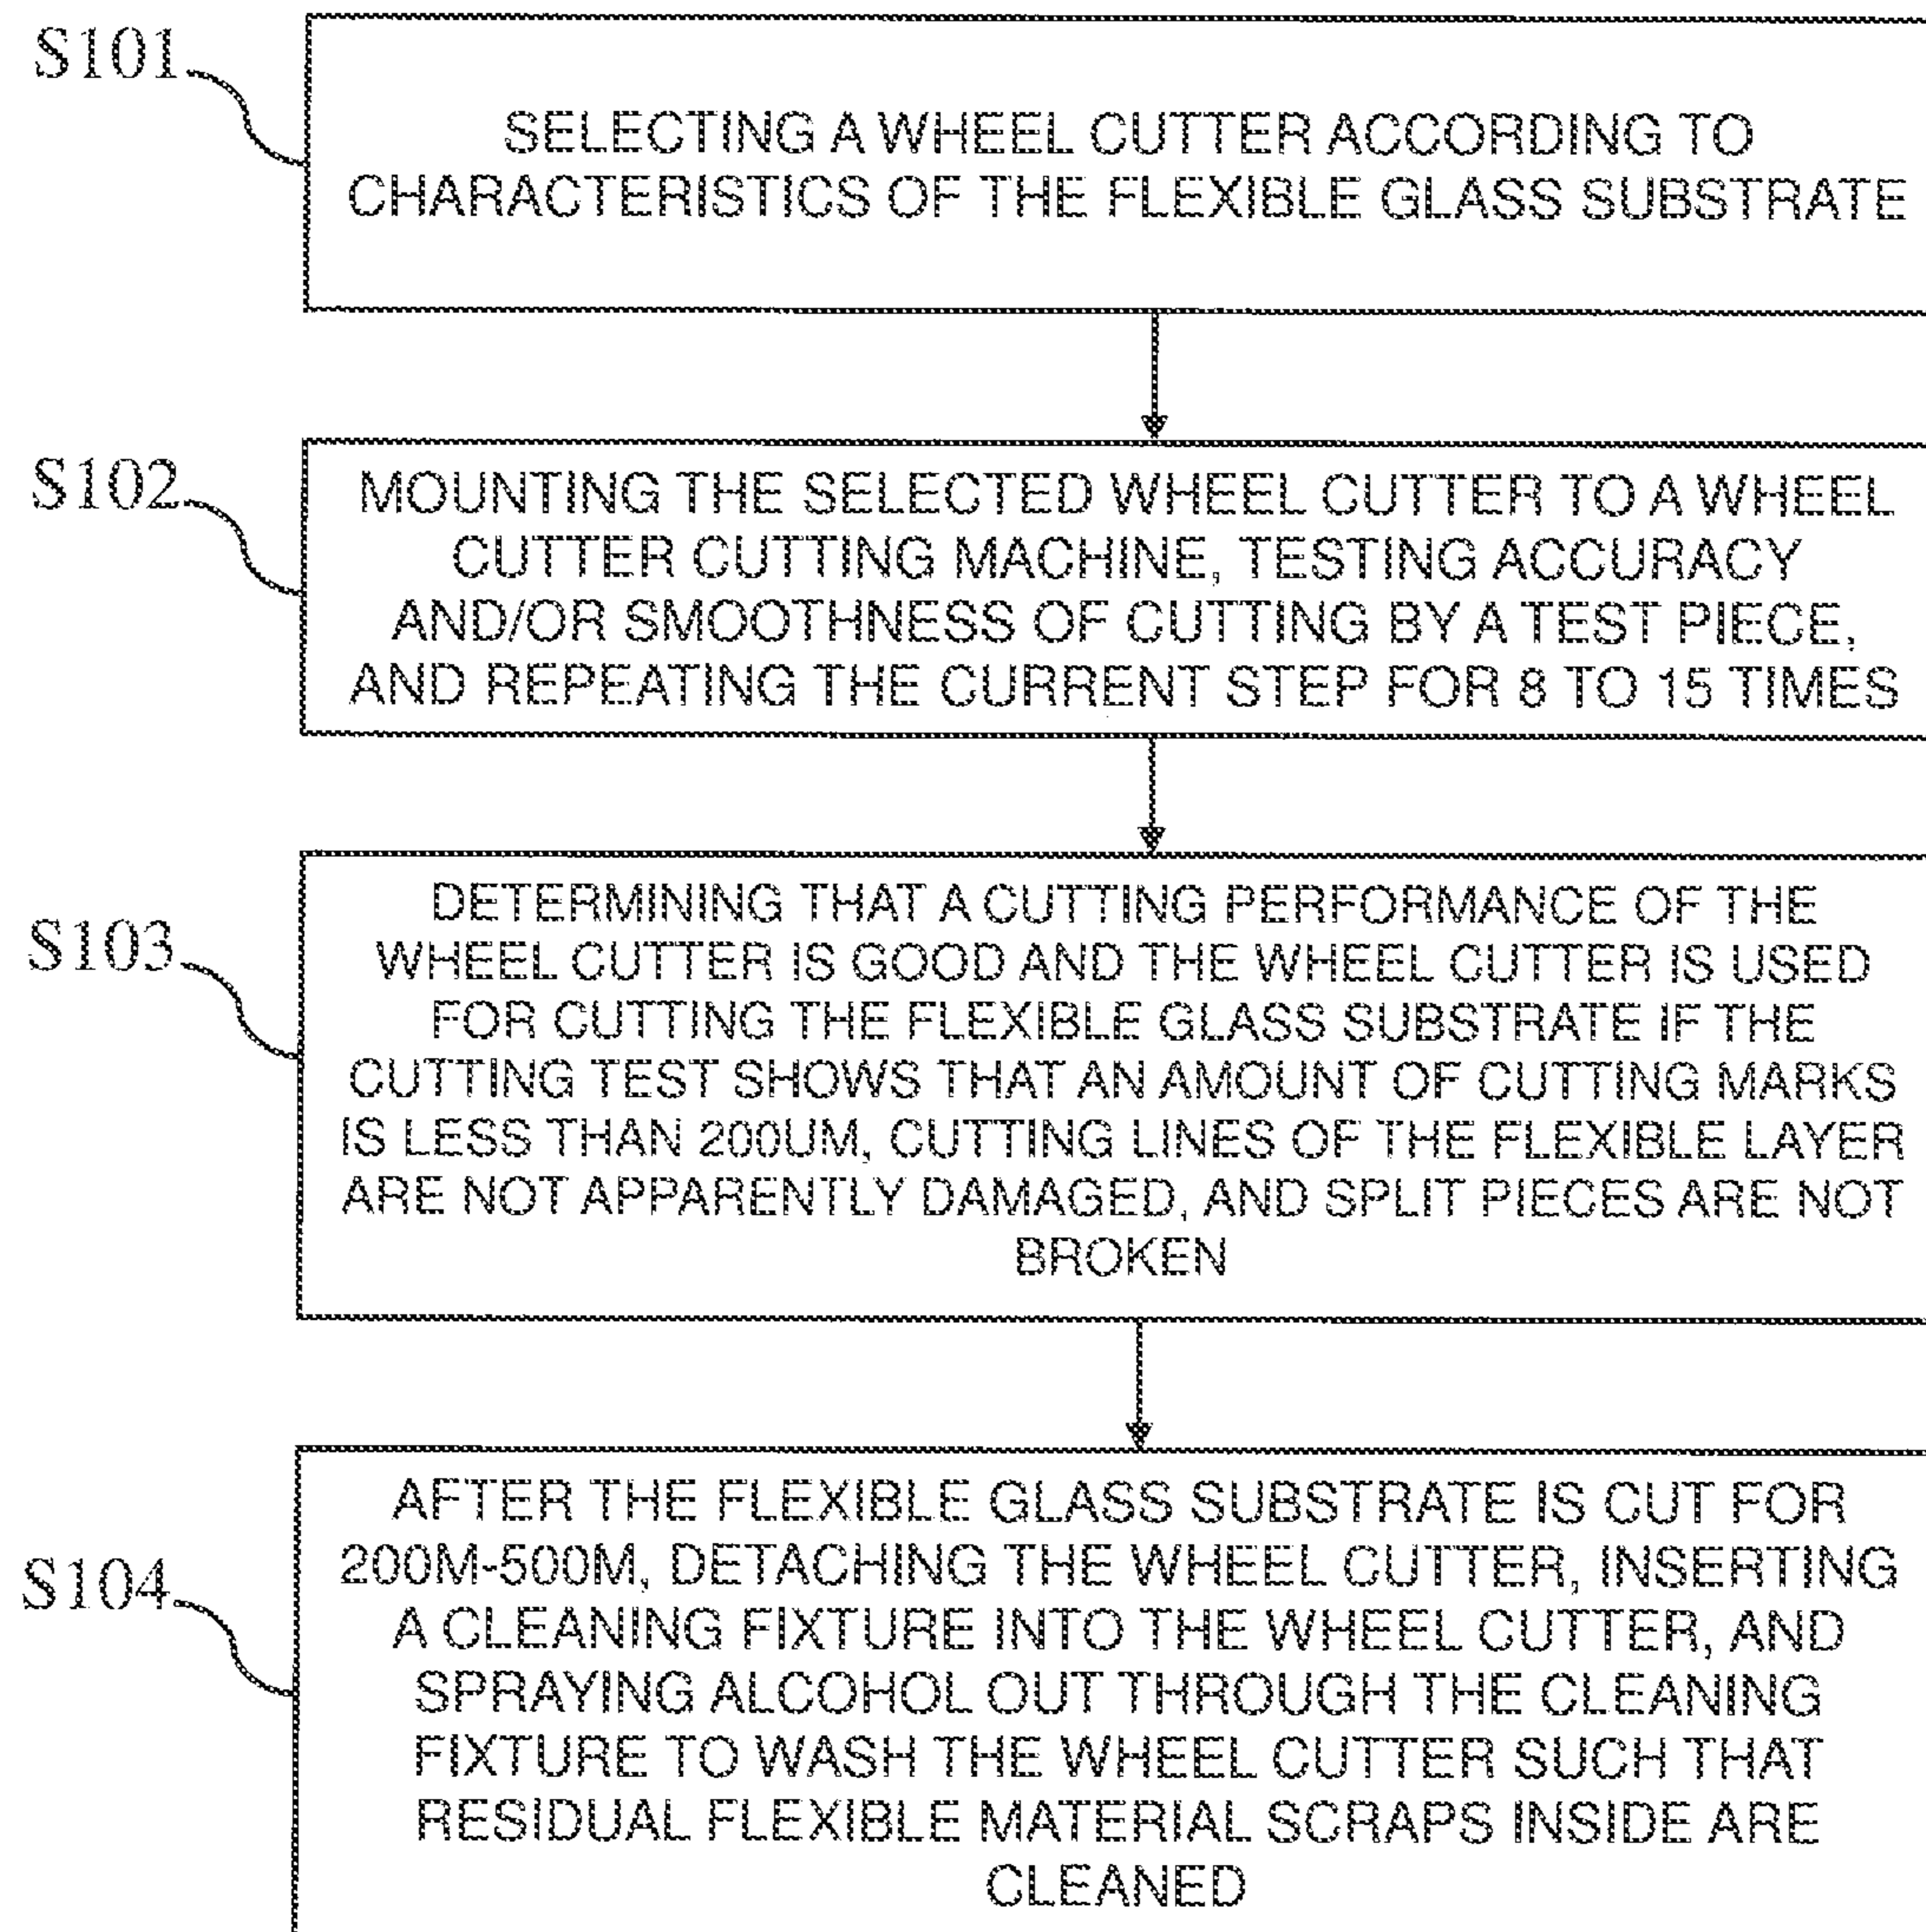 S101
SELECTING A WHEEL CUTTER ACCORDING TO
CHARACTERISTICS OF THE FLEXIBLE GLASS SUBSTRATE
S102
MOUNTING THE SELECTED WHEEL CUTTER TO A WHEEL
CUTTER CUTTING MACHINE, TESTING ACCURACY
AND/OR SMOOTHNESS OF CUTTING BY A TEST PIECE,
AND REPEATING THE CURRENT STEP FOR 8 TO 15 TIMES
S103
DETERMINING THAT A CUTTING PERFORMANCE OF THE
WHEEL CUTTER IS GOOD AND THE WHEEL CUTTER IS USED
FOR CUTTING THE FLEXIBLE GLASS SUBSTRATE IF THE
CUTTING TEST SHOWS THAT AN AMOUNT OF CUTTING MARKS
IS LESS THAN 200UM, CUTTING LINES OF THE FLEXIBLE LAYER
ARE NOT APPARENTLY DAMAGED, AND SPLIT PIECES ARE NOT
BROKEN
S104
AFTER THE FLEXIBLE GLASS SUBSTRATE IS CUT FOR
200M-500M, DETACHING THE WHEEL CUTTER, INSERTING
A CLEANING FIXTURE INTO THE WHEEL CUTTER, AND
SPRAYING ALCOHOL OUT THROUGH THE CLEANING
FIXTURE TO WASH THE WHEEL CUTTER SUCH THAT
RESIDUAL FLEXIBLE MATERIAL SCRAPS INSIDE ARE
CLEANED